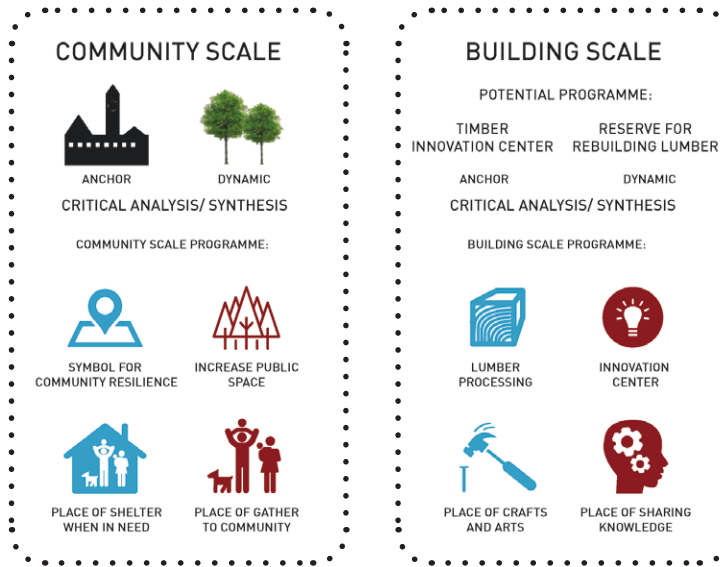 COMMUNITY SCALE
ANCHOR
DYNAMIC
CRITICAL ANALYSIS/ SYNTHESIS
COMMUNITY SCALE PROGRAMME:
SYMBOL FOR
COMMUNITY RESILIENCE
INCREASE PUBLIC
SPACE
PLACE OF SHELTER
WHEN IN NEED
PLACE OF GATHER
TO COMMUNITY
BUILDING SCALE
POTENTIAL PROGRAMME:
TIMBER
INNOVATION CENTER
RESERVE FOR
REBUILDING LUMBER
ANCHOR
DYNAMIC
CRITICAL ANALYSIS/ SYNTHESIS
BUILDING SCALE PROGRAMME:
LUMBER
PROCESSING
INNOVATION
CENTER
PLACE OF CRAFTS
AND ARTS
PLACE OF SHARING
KNOWLEDGE